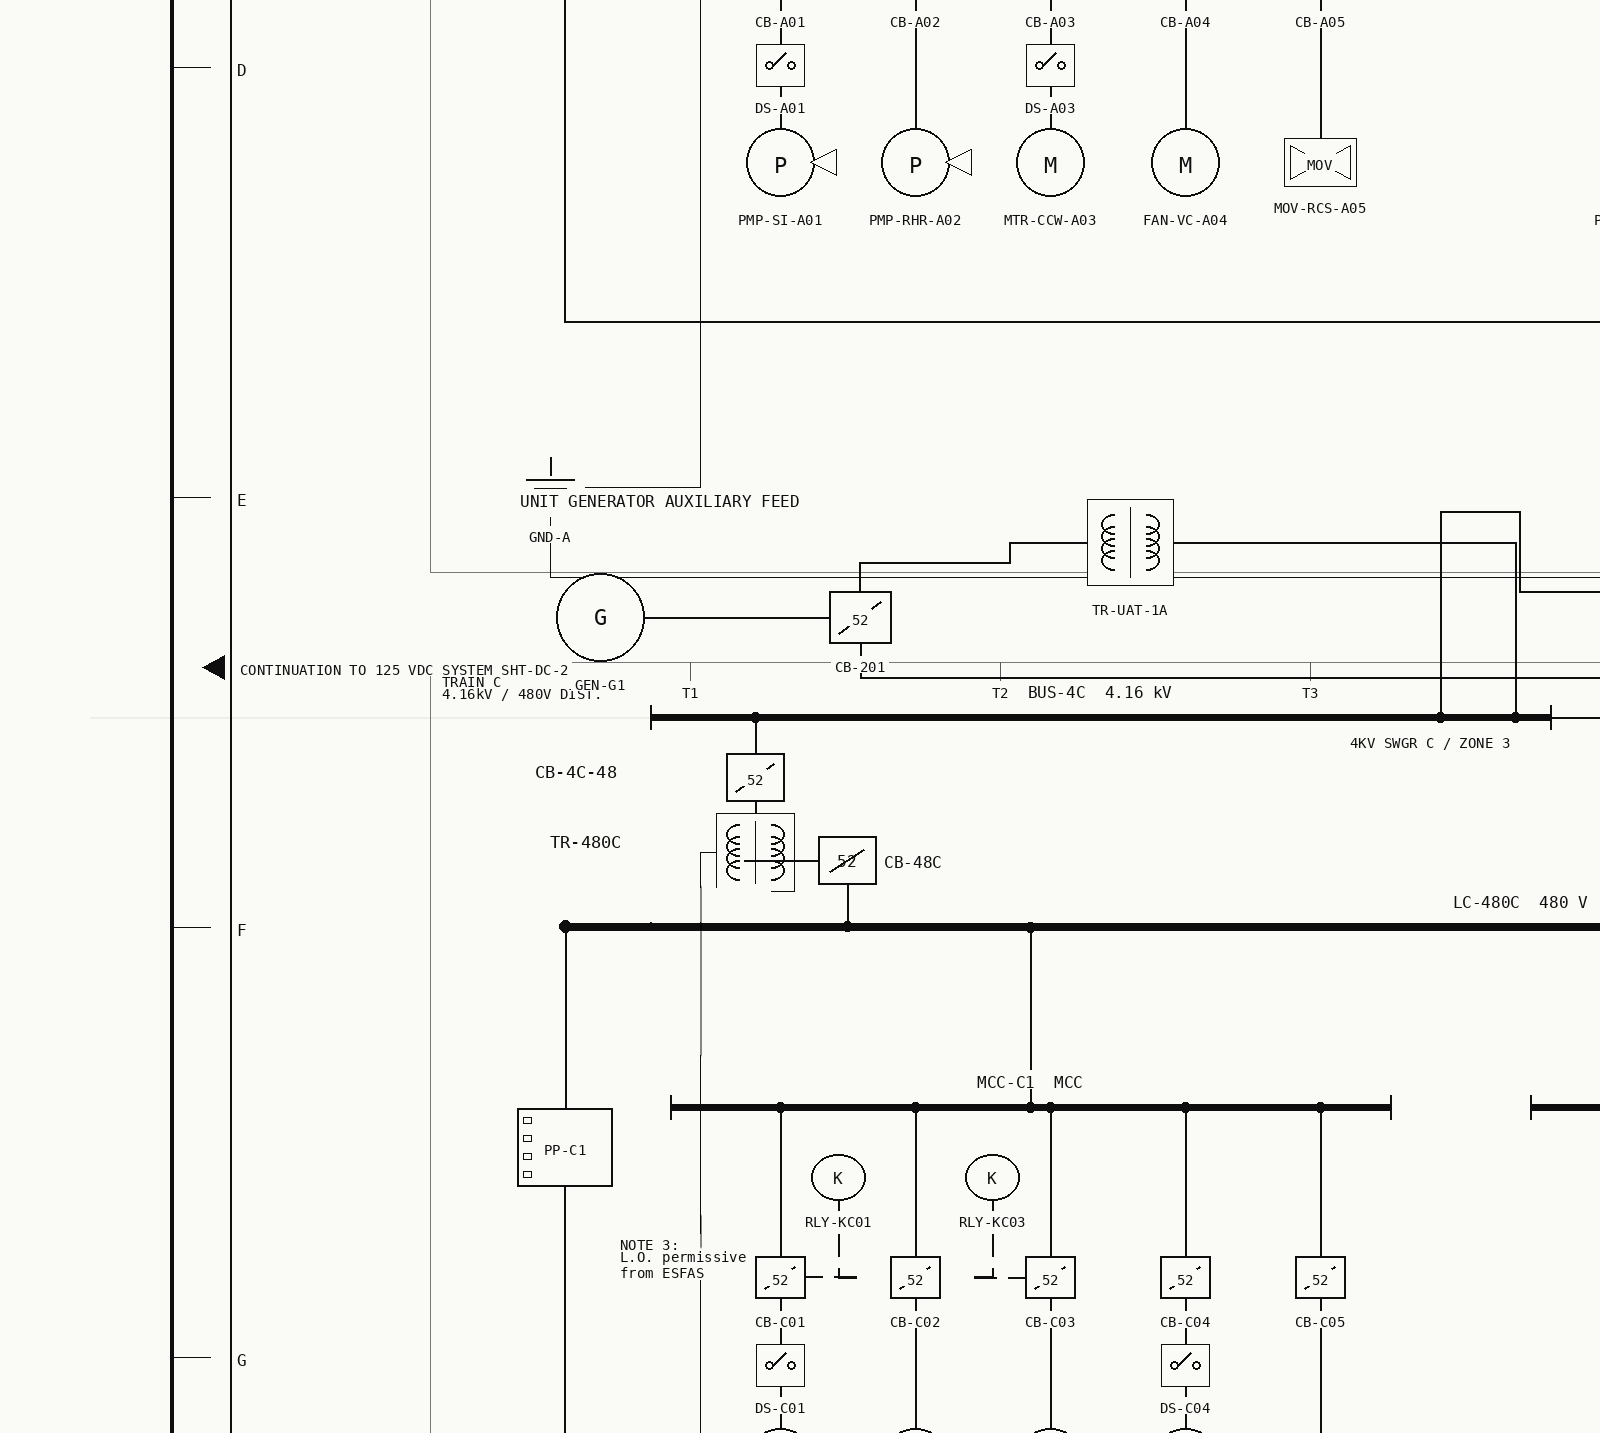 CB-A01 CB-A02 CB-A03 CB-A04 CB-A05
D
DS-A01 DS-A03
P P M M MOV
MOV-RCS-A05
PMP-SI-A01 PMP-RHR-A02 MTR-CCW-A03 FAN-VC-A04
E
UNIT GENERATOR AUXILIARY FEED
GND-A
TR-UAT-1A
G 52
CB-201
CONTINUATION TO 125 VDC SYSTEM SHT-DC-2
TRAIN C
GEN-G1
4.16kV / 480V DIST.
T1 T2 BUS-4C 4.16 kV T3
4KV SWGR C / ZONE 3
CB-4C-48 52
TR-480C
52 CB-48C
LC-480C 480 V
F
MCC-C1 MCC
PP-C1
K K
RLY-KC01 RLY-KC03
NOTE 3:
L.O. permissive
from ESFAS
52 52 52 52 52
CB-C01 CB-C02 CB-C03 CB-C04 CB-C05
G
DS-C01 DS-C04